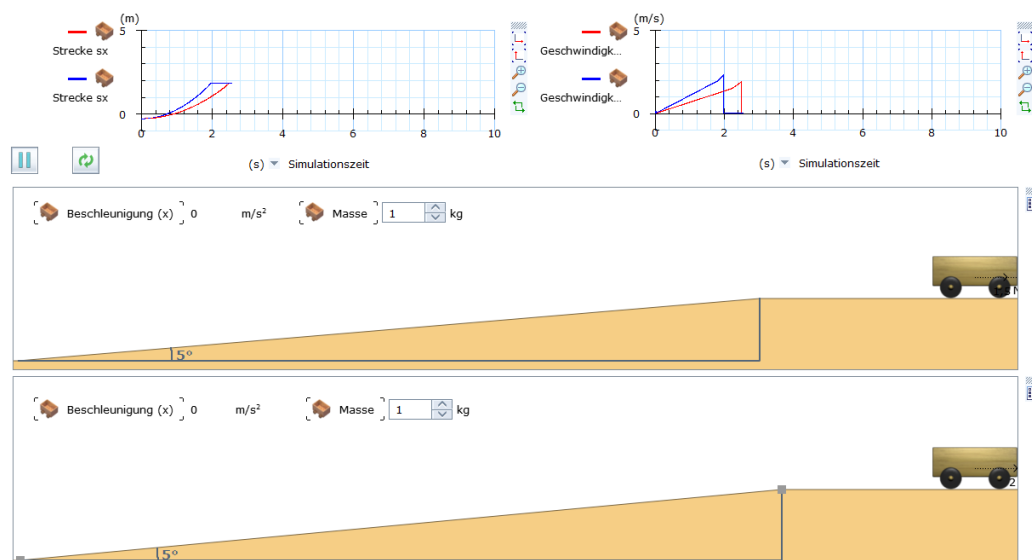 (m)
5
Strecke sx
Strecke sx
0
0 2 4 6 8 10
(s) Simulationszeit
(m/s)
5
Geschwindigk...
Geschwindigk...
0
0 2 4 6 8 10
(s) Simulationszeit
Beschleunigung (x) 0 m/s² Masse 1 kg
5°
Beschleunigung (x) 0 m/s² Masse 1 kg
2
5°